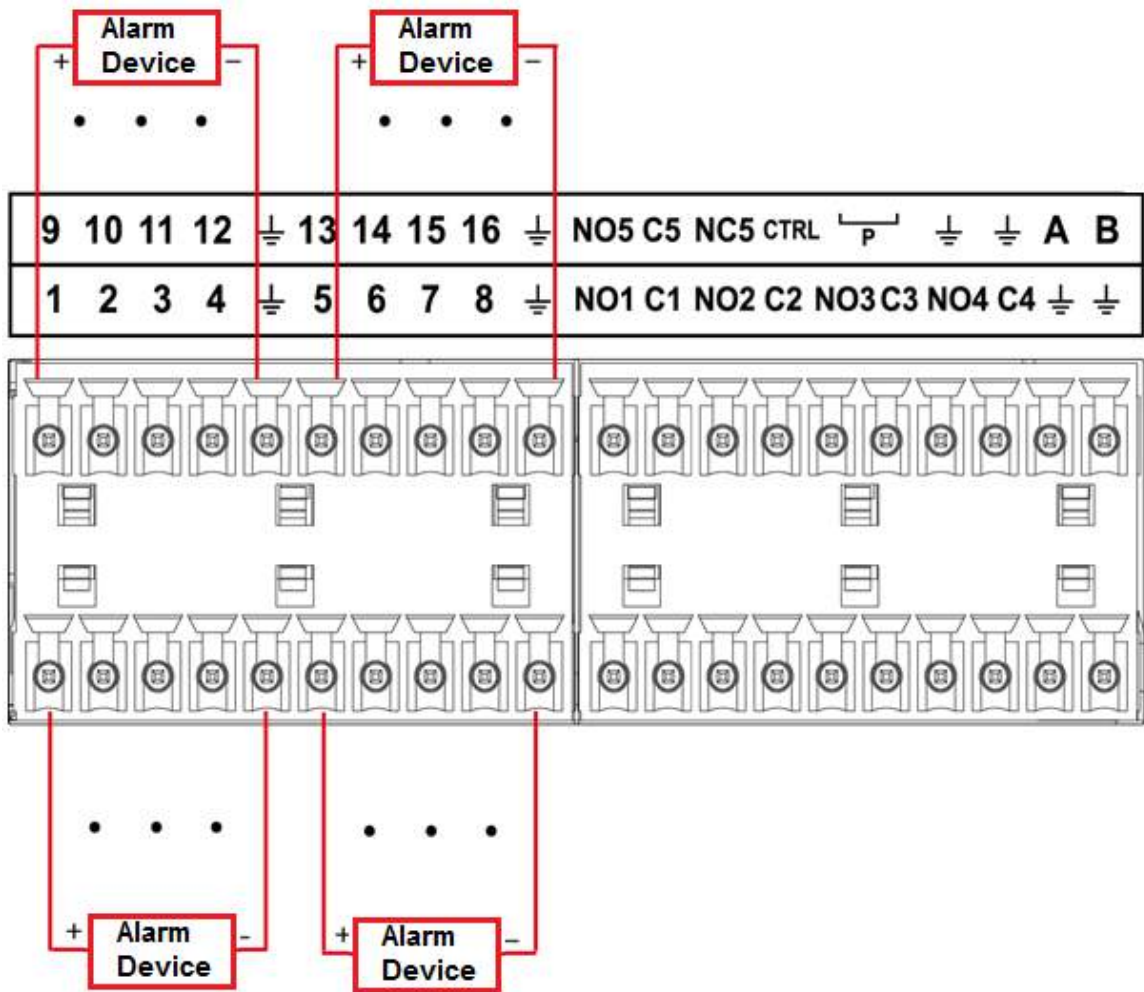 Alarm
Device
+ −
Alarm
Device
+ −
9 10 11 12 ⏚ 13 14 15 16 ⏚ NO5 C5 NC5 CTRL P ⏚ ⏚ A B
1 2 3 4 ⏚ 5 6 7 8 ⏚ NO1 C1 NO2 C2 NO3 C3 NO4 C4 ⏚ ⏚
+ -
Alarm
Device
+ −
Alarm
Device